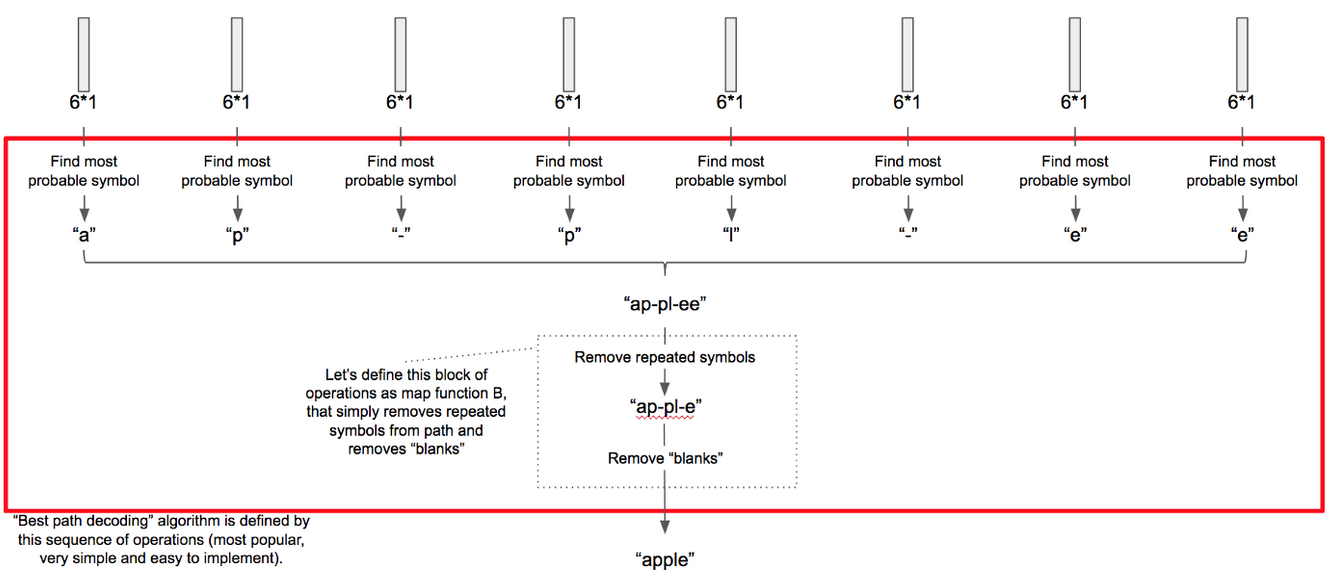 6*1 6*1 6*1 6*1 6*1 6*1 6*1 6*1
Find most Find most Find most Find most Find most Find most Find most Find most
probable symbol probable symbol probable symbol probable symbol probable symbol probable symbol probable symbol probable symbol
“a” “p” “-” “p” “l” “-” “e” “e”
“ap-pl-ee”
Remove repeated symbols
Let's define this block of
operations as map function B,
that simply removes repeated
symbols from path and
removes “blanks”
“ap-pl-e”
Remove “blanks”
“Best path decoding” algorithm is defined by
this sequence of operations (most popular,
very simple and easy to implement).
“apple”